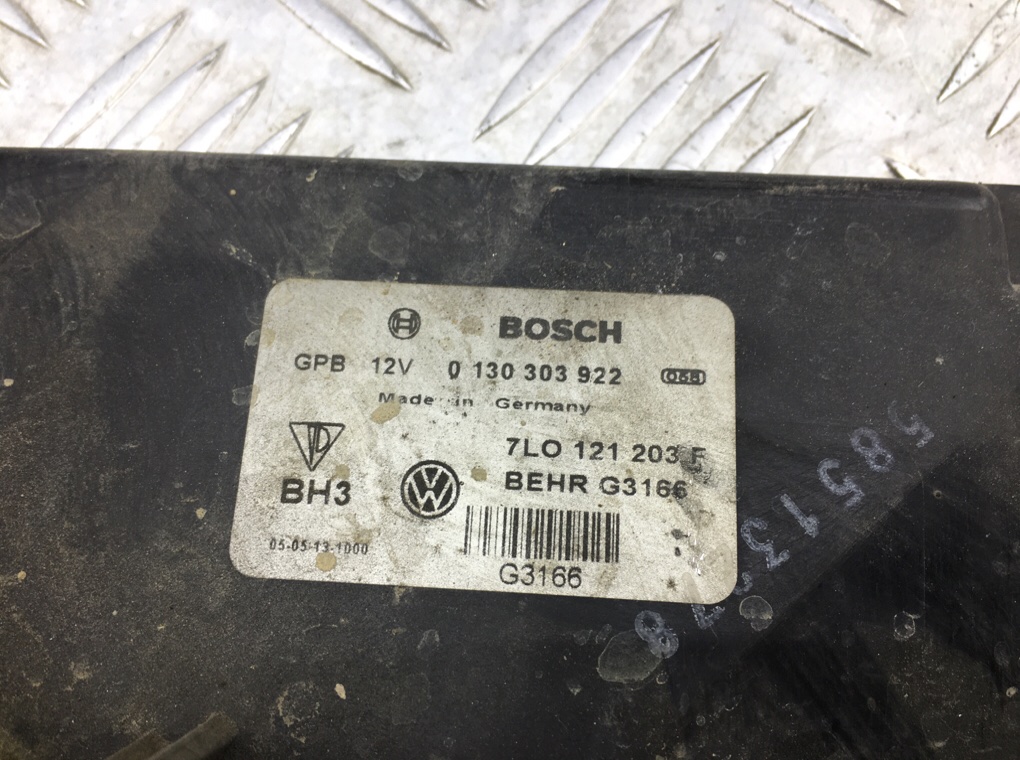 BOSCH
GPB 12V 0 130 303 922 058
Made in Germany
7LO 121 203 F
BH3 BEHR G3166
05-05-13-1000
G3166